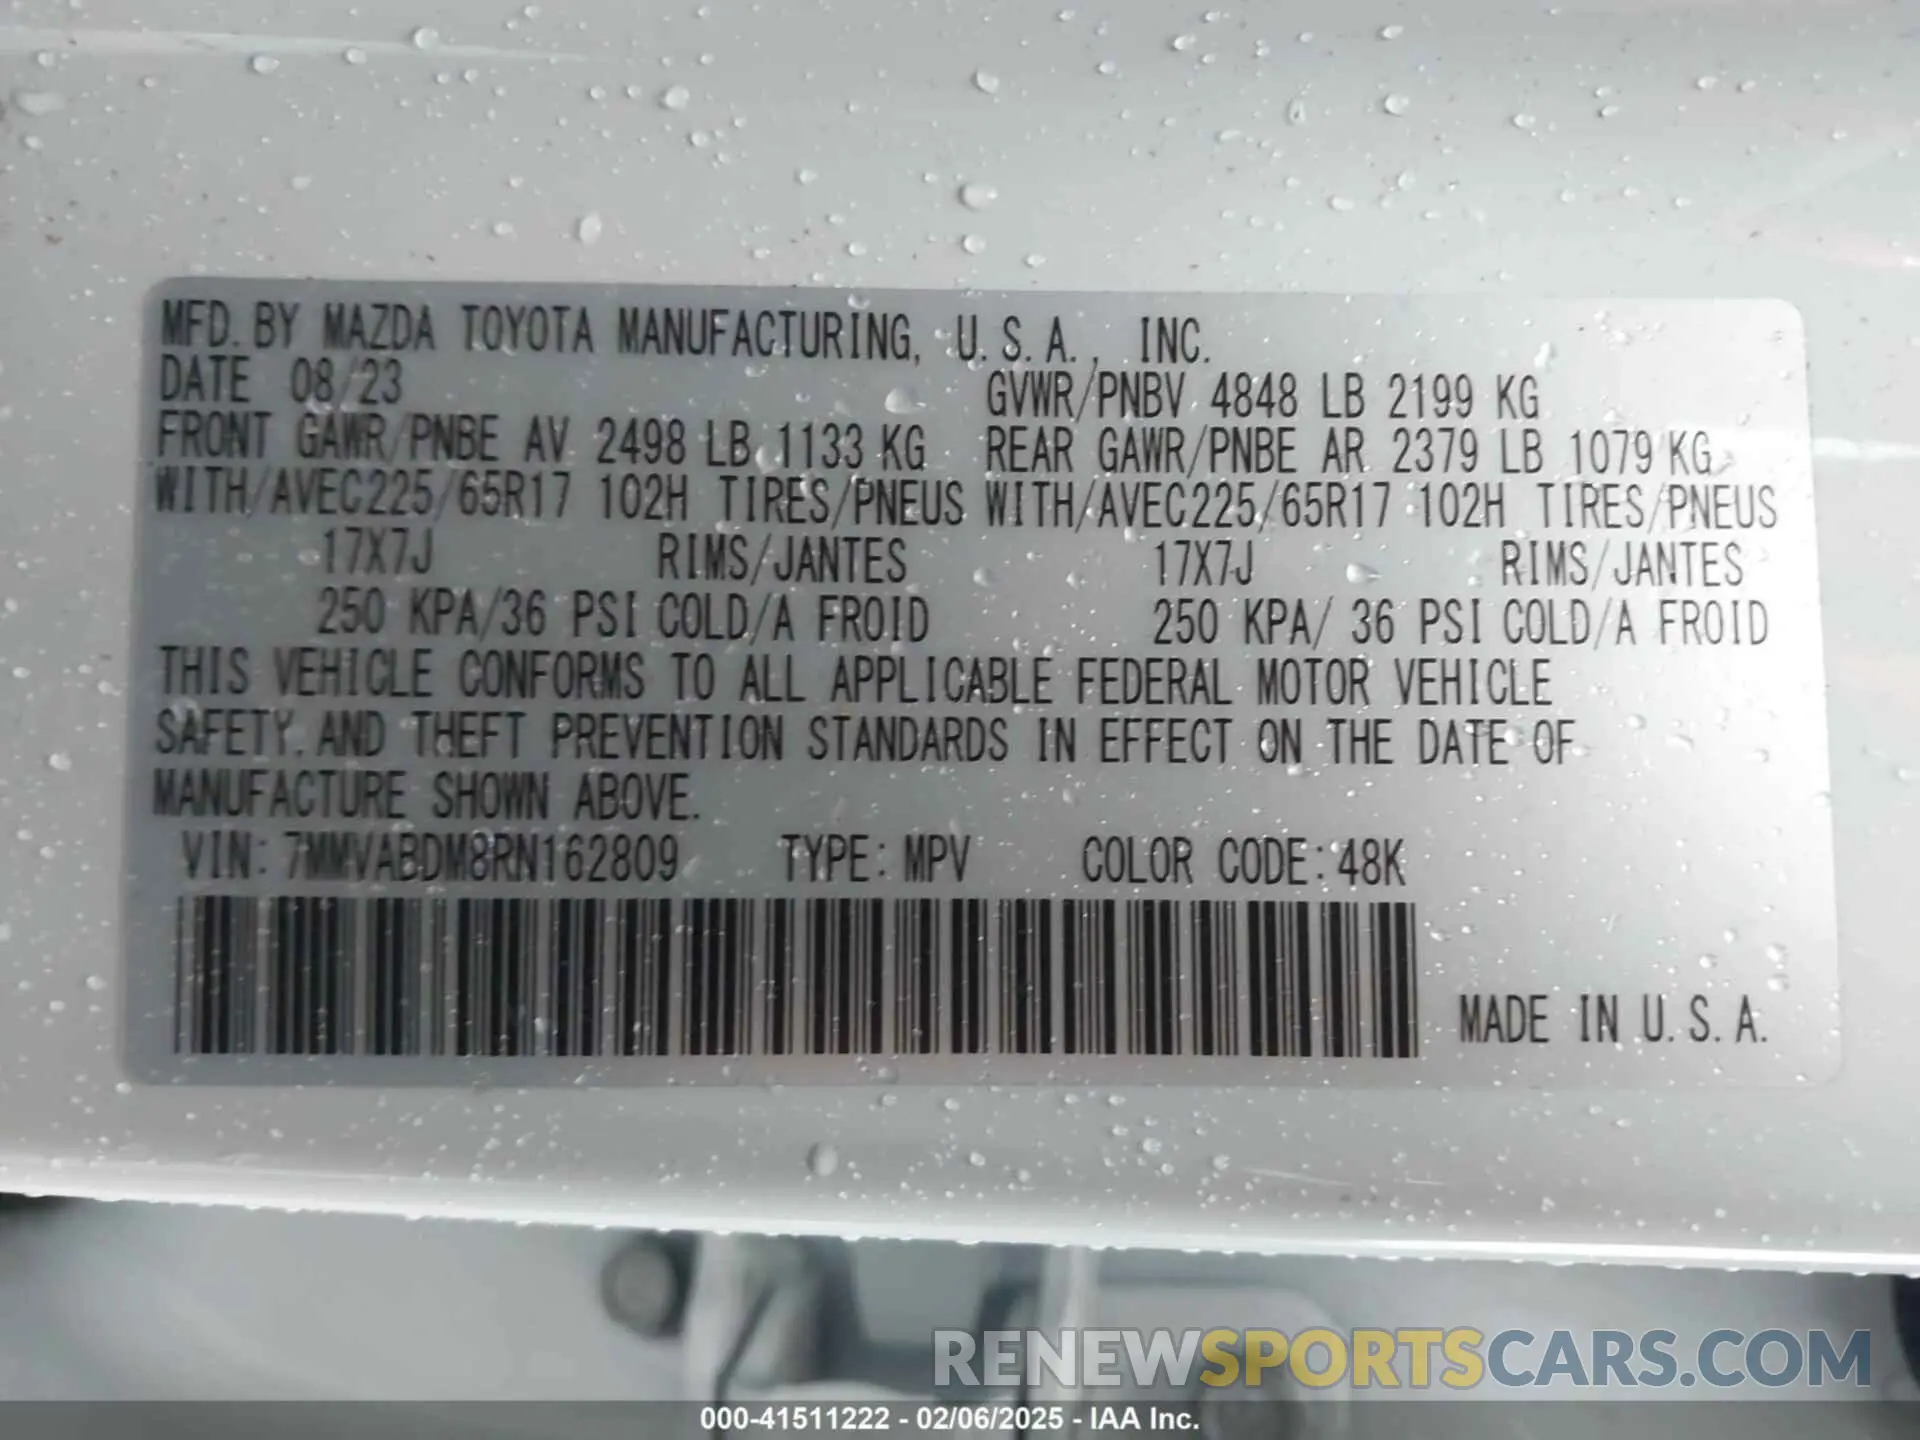 MFD. BY MAZDA TOYOTA MANUFACTURING, U. S. A., INC.
DATE 08/23
GVWR/PNBV 4848 LB 2199 KG
FRONT GAWR/PNBE AV 2498 LB 1133 KG REAR GAWR/PNBE AR 2379 LB 1079 KG
WITH/AVEC225/65R17 102H TIRES/PNEUS WITH/AVEC225/65R17 102H TIRES/PNEUS
17X7J RIMS/JANTES 17X7J RIMS/JANTES
250 KPA/36 PSI COLD/A FROID 250 KPA/ 36 PSI COLD/A FROID
THIS VEHICLE CONFORMS TO ALL APPLICABLE FEDERAL MOTOR VEHICLE
SAFETY, AND THEFT PREVENTION STANDARDS IN EFFECT ON THE DATE OF
MANUFACTURE SHOWN ABOVE.
VIN: 7MMVABDM8RN162809 TYPE: MPV COLOR CODE: 48K
MADE IN U. S. A.
RENEWSPORTSCARS.COM
000-41511222 - 02/06/2025 - IAA Inc.